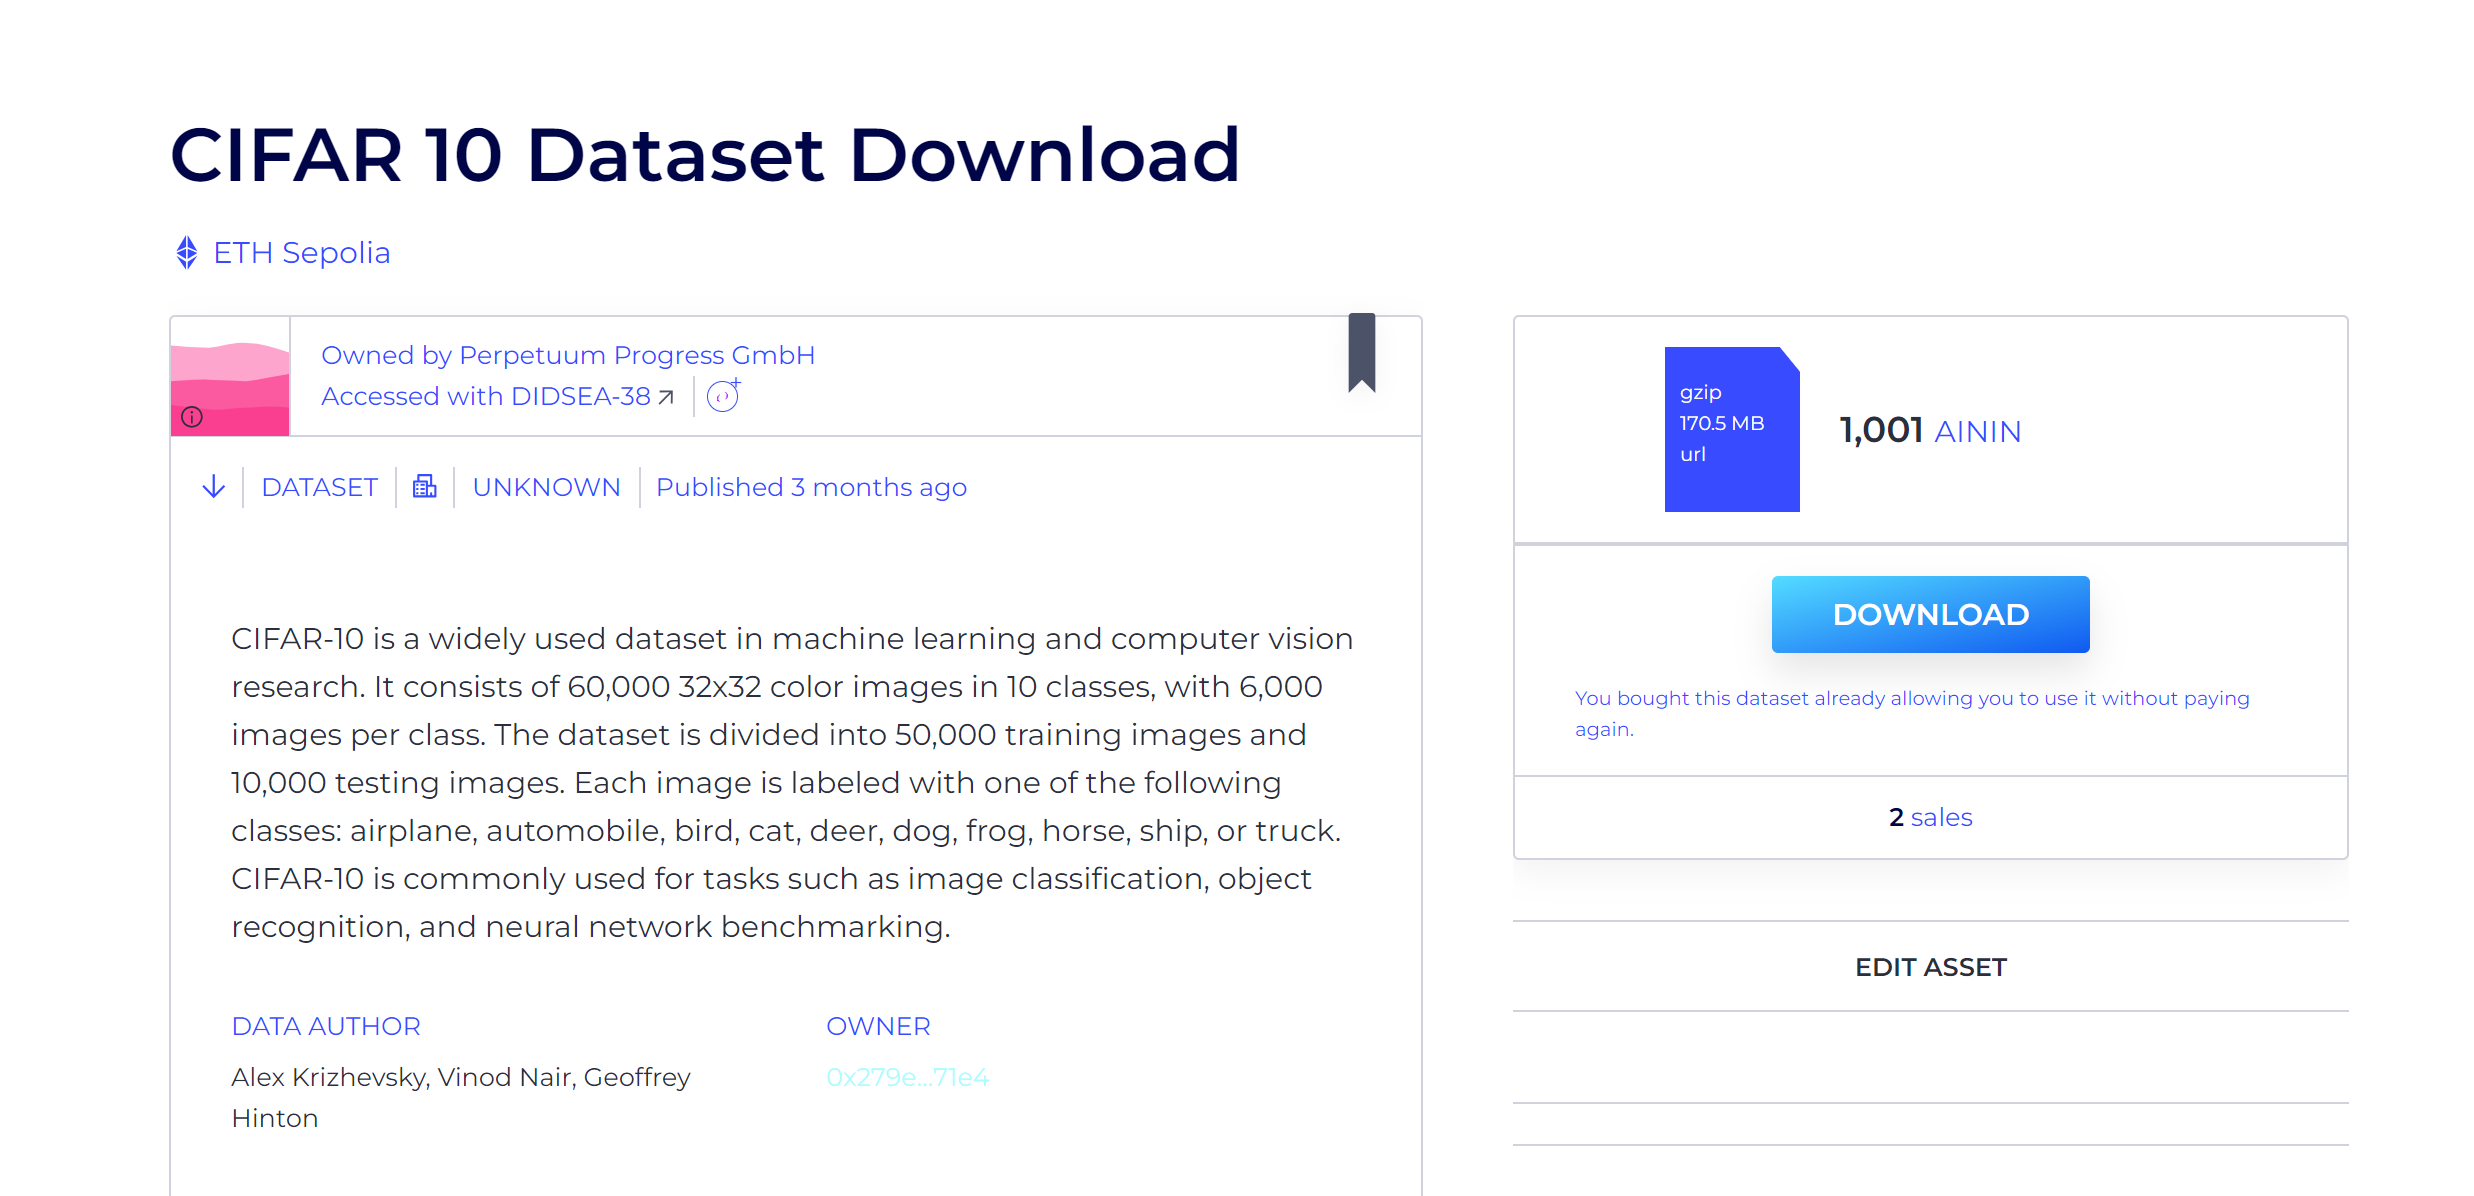 CIFAR 10 Dataset Download
ETH Sepolia
Owned by Perpetuum Progress GmbH
Accessed with DIDSEA-38
DATASET
UNKNOWN
Published 3 months ago
CIFAR-10 is a widely used dataset in machine learning and computer vision
research. It consists of 60,000 32x32 color images in 10 classes, with 6,000
images per class. The dataset is divided into 50,000 training images and
10,000 testing images. Each image is labeled with one of the following
classes: airplane, automobile, bird, cat, deer, dog, frog, horse, ship, or truck.
CIFAR-10 is commonly used for tasks such as image classification, object
recognition, and neural network benchmarking.
DATA AUTHOR
Alex Krizhevsky, Vinod Nair, Geoffrey
Hinton
OWNER
0x279e...71e4
gzip
170.5 MB
url
1,001 AININ
DOWNLOAD
You bought this dataset already allowing you to use it without paying
again.
2 sales
EDIT ASSET